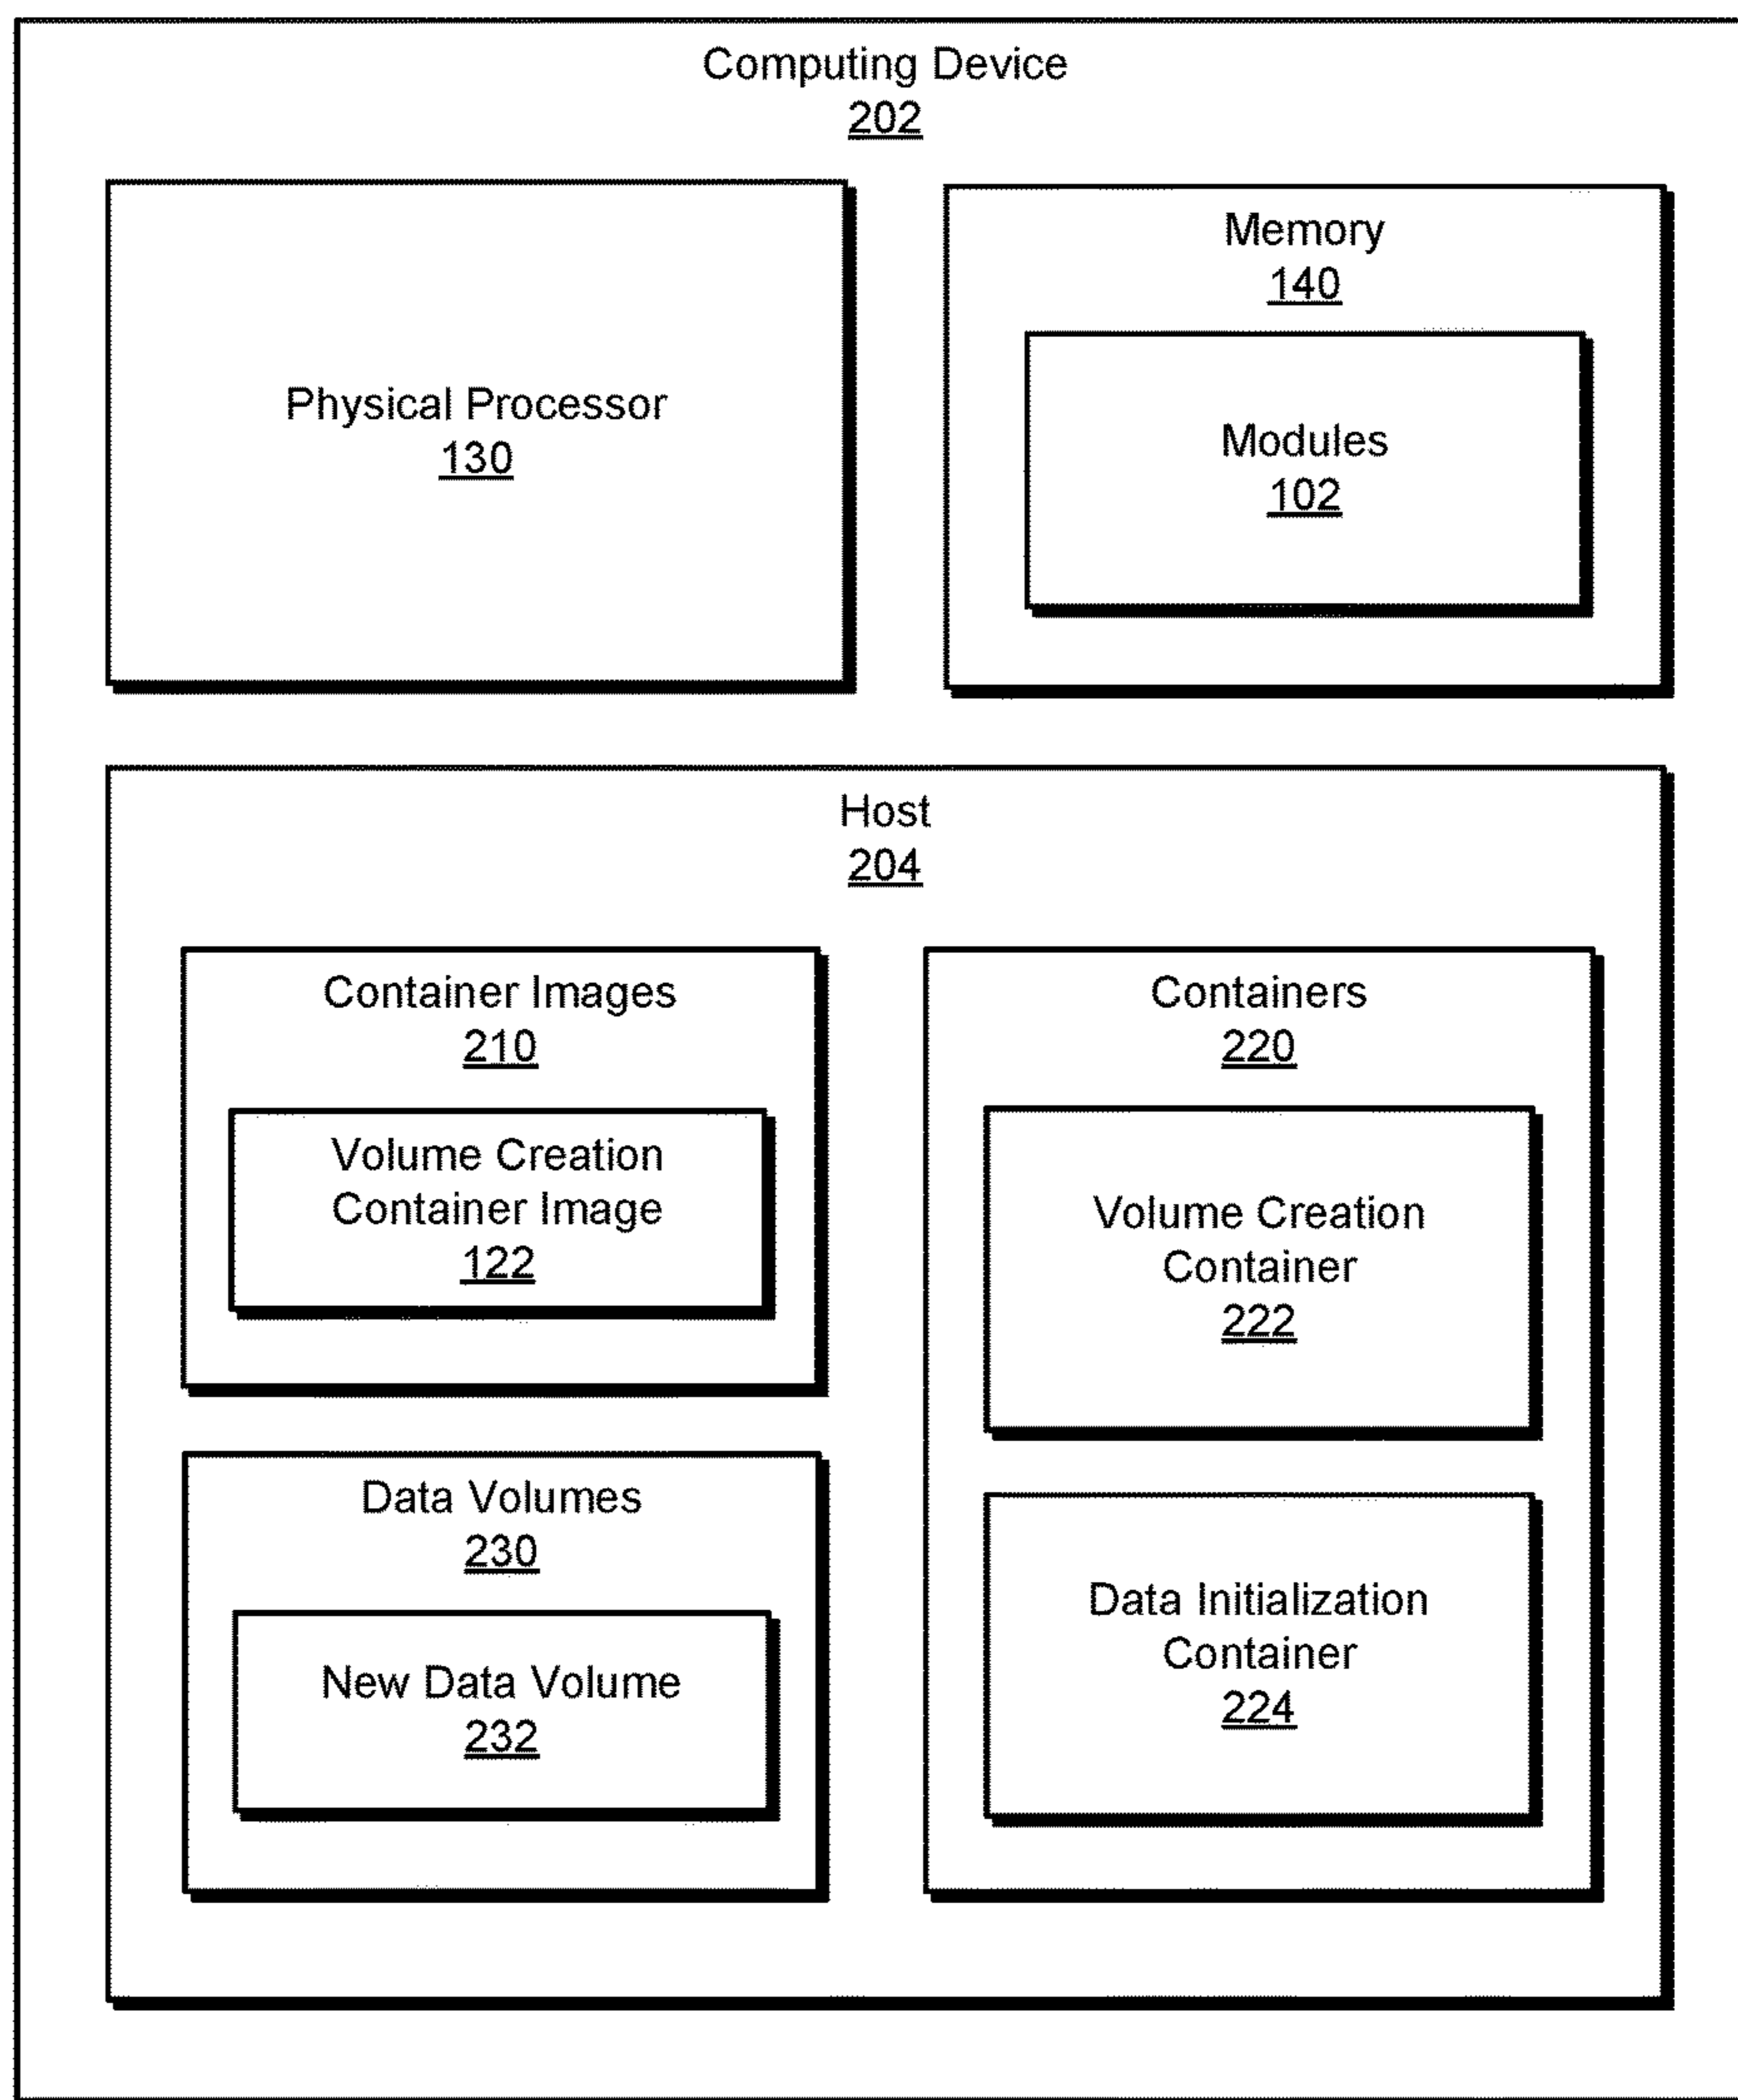 Computing Device
202
Physical Processor
130
Memory
140
Modules
102
Host
204
Container Images
210
Volume Creation
Container Image
122
Containers
220
Volume Creation
Container
222
Data Volumes
230
New Data Volume
232
Data Initialization
Container
224